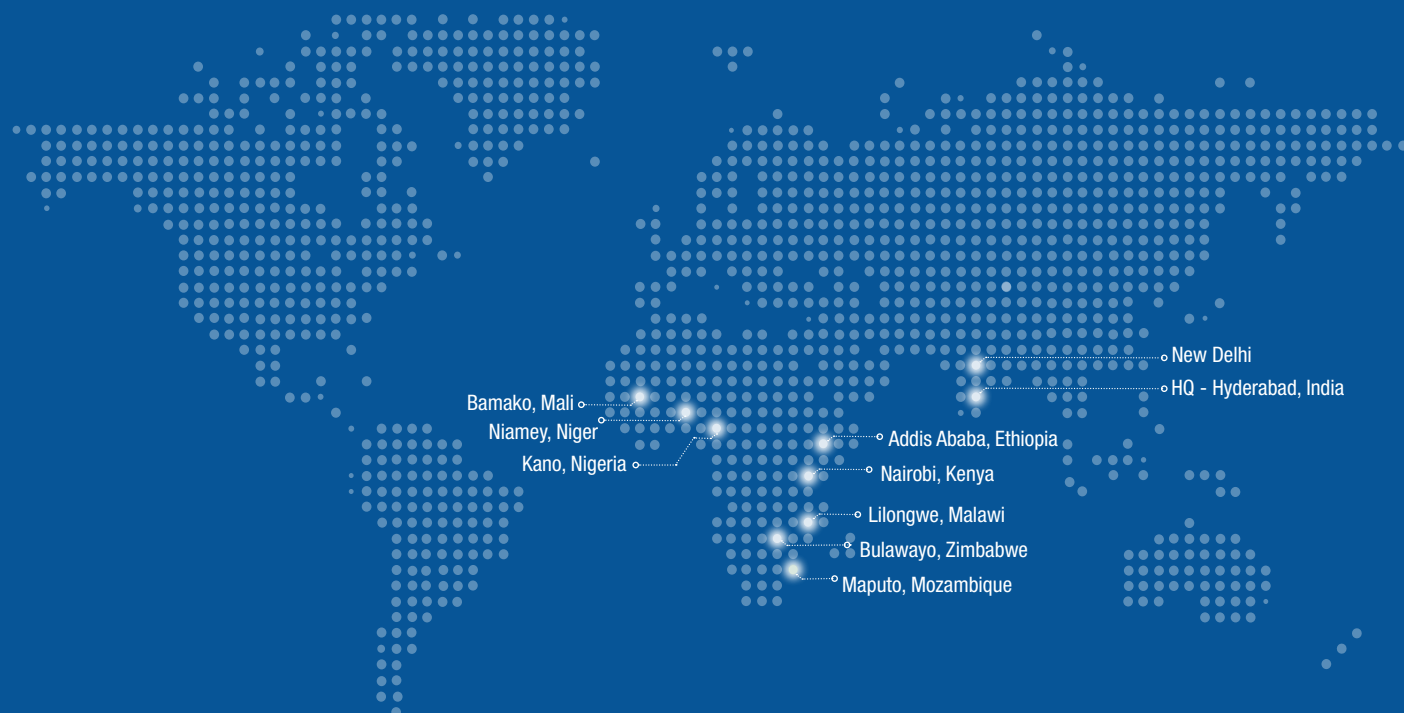 New Delhi
HQ - Hyderabad, India
Bamako, Mali
Niamey, Niger
Kano, Nigeria
Addis Ababa, Ethiopia
Nairobi, Kenya
Lilongwe, Malawi
Bulawayo, Zimbabwe
Maputo, Mozambique